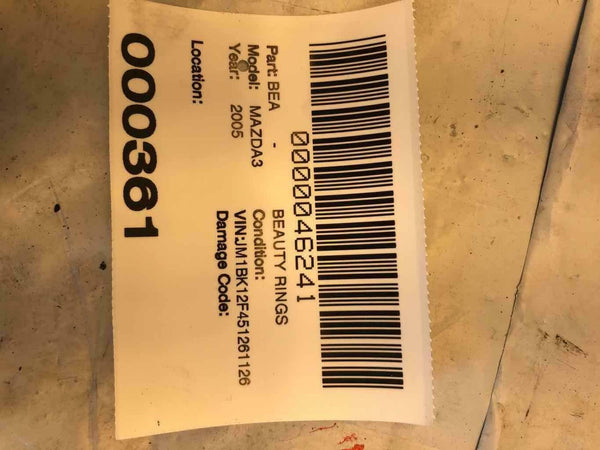 0000046241
Part: BEA - BEAUTY RINGS
Model: MAZDA3 Condition:
Year: 2005 VIN:JM1BK12F451261126
Location: Damage Code:
000361